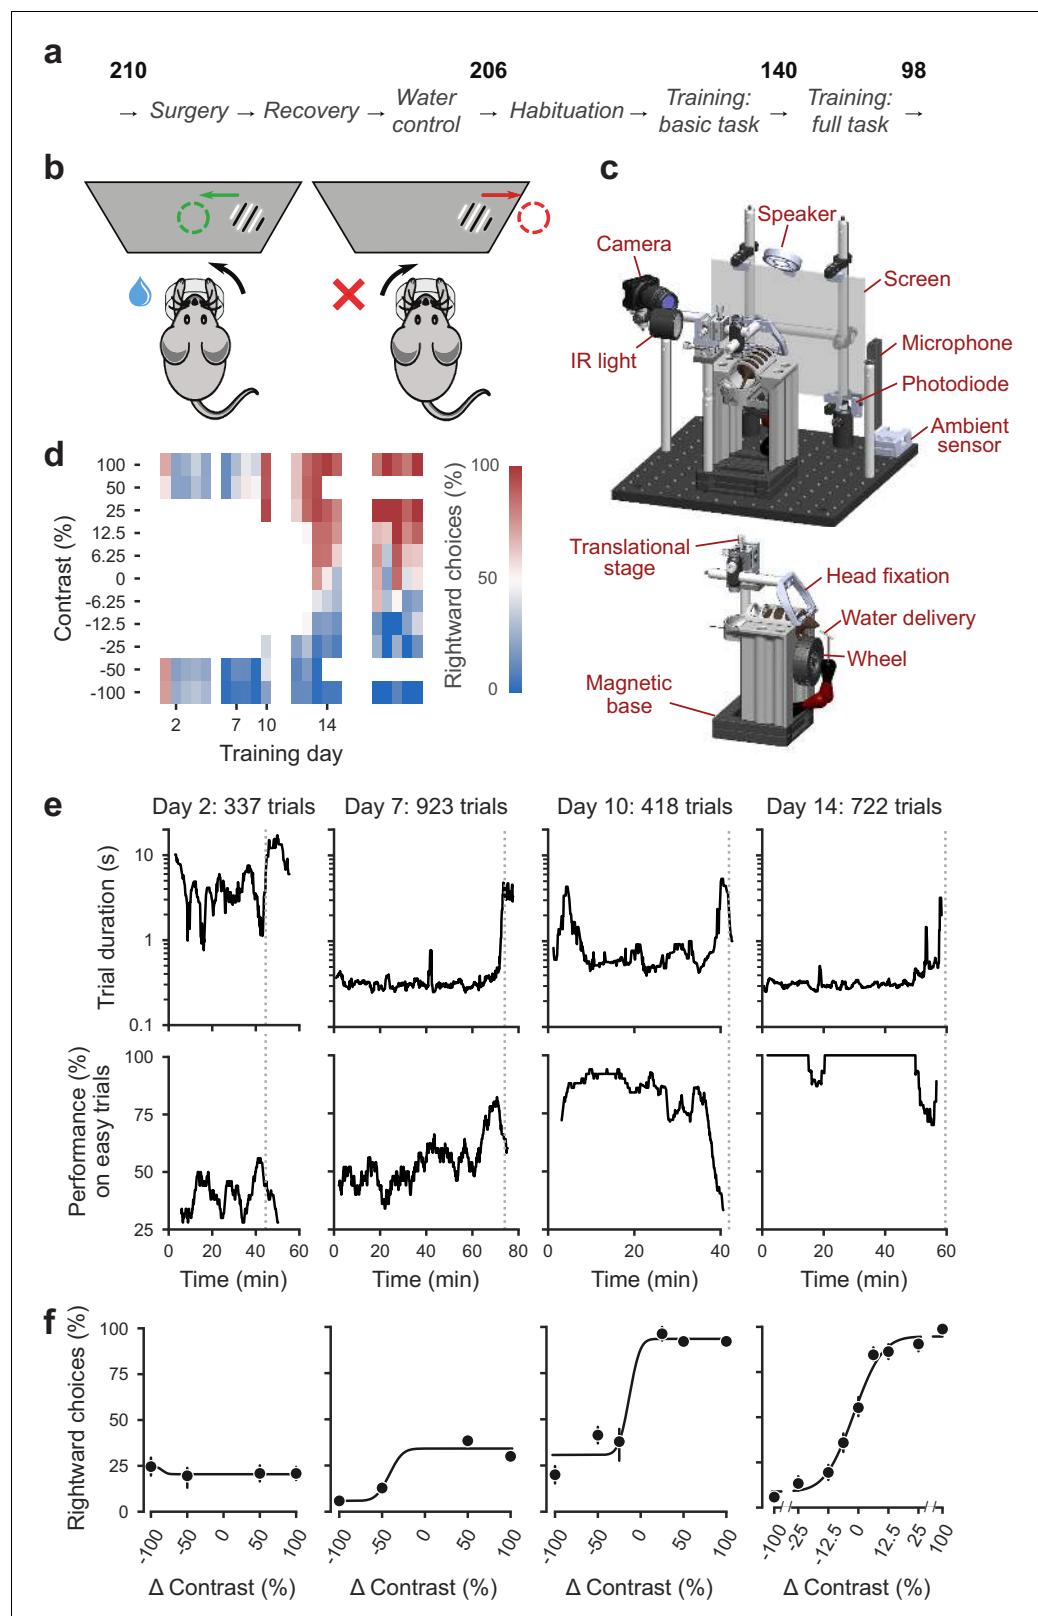 a
210 206 140 98
→ Surgery → Recovery → Water control → Habituation → Training: basic task → Training: full task →
b
c
Speaker
Camera
Screen
IR light
Microphone
Photodiode
Ambient
sensor
Translational
stage
Head fixation
Water delivery
Wheel
Magnetic
base
d
Contrast (%)
100
50
25
12.5
6.25
0
-6.25
-12.5
-25
-50
-100
2 7 10 14
Training day
Rightward choices (%)
100
50
0
e
Day 2: 337 trials Day 7: 923 trials Day 10: 418 trials Day 14: 722 trials
Trial duration (s)
10
1
0.1
Performance (%)
on easy trials
100
75
50
25
0 20 40 60 0 20 40 60 80 0 20 40 0 20 40 60
Time (min) Time (min) Time (min) Time (min)
f
Rightward choices (%)
100
75
50
25
0
-100 -50 0 50 100 -100 -50 0 50 100 -100 -50 0 50 100 -100 -25 -12.5 0 12.5 25 100
Δ Contrast (%) Δ Contrast (%) Δ Contrast (%) Δ Contrast (%)